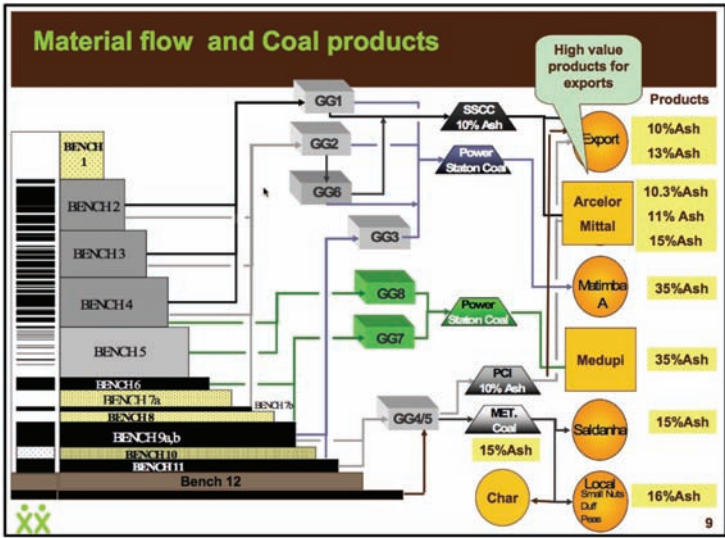 Material flow and Coal products
High value
products for
exports
Products
BENCH
1
BENCH 2
BENCH 3
BENCH 4
BENCH 5
BENCH 6
BENCH 7a
BENCH 7b
BENCH 8
BENCH 9a,b
BENCH 10
BENCH 11
Bench 12
GG1
GG2
GG6
GG3
GG8
GG7
GG4/5
SSCC
10% Ash
Power
Staton Coal
Power
Staton Coal
PCI
10% Ash
MET.
Coal
15%Ash
Char
Export
10%Ash
13%Ash
Arcelor
Mittal
10.3%Ash
11% Ash
15%Ash
Matimba
A
35%Ash
Medupi
35%Ash
Saldanha
15%Ash
Local
Small Nuts
Duff
Peas
16%Ash
9